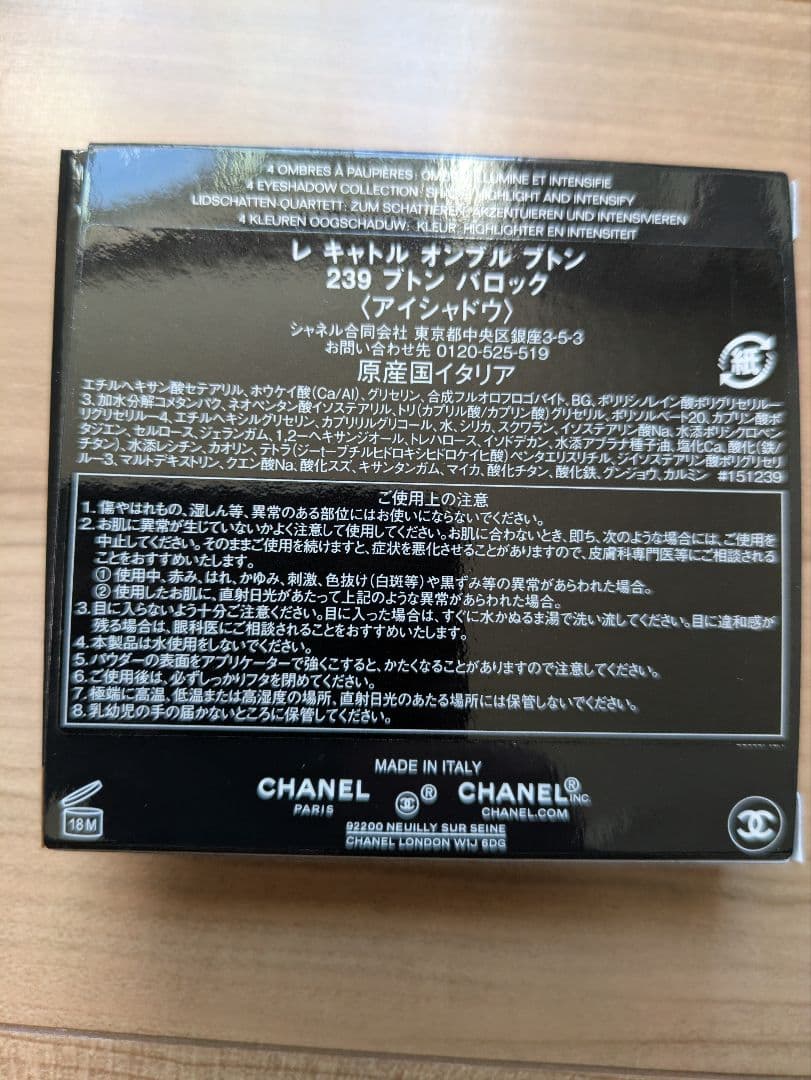 4 OMBRES À PAUPIÈRES: LLUMINE ET INTENSIFIE
4 EYESHADOW COLLECTION: HIGHLIGHT AND INTENSIFY
LIDSCHATTEN-QUARTETT: ZUM SCHATTIEREN, AKZENTUIEREN UND INTENSIVIEREN
4 KLEUREN OOGSCHADUW: KLEUR, HIGHLIGHTER EN INTENSITEIT
レ キャトル オンブル ブトン
239 ブトン バロック
〈アイシャドウ〉
シャネル合同会社 東京都中央区銀座3-5-3
お問い合わせ先 0120-525-519
原産国イタリア
紙
エチルヘキサン酸セテアリル、ホウケイ酸(Ca/Al)、グリセリン、合成フルオロフロゴパイト、BG、ポリリシノレイン酸ポリグリセリルー
3、加水分解コメタンパク、ネオペンタン酸イソステアリル、トリ(カプリル酸/カプリン酸)グリセリル、ポリソルベート20、カプリン酸ポ
リグリセリルー4、エチルヘキシルグリセリン、カプリリルグリコール、水、シリカ、スクワラン、イソステアリン酸Na、水添ポリシクロペン
タジエン、セルロース、ジェランガム、1,2ーヘキサンジオール、トレハロース、イソドデカン、水添アブラナ種子油、塩化Ca、酸化(鉄/
チタン)、水添レシチン、カオリン、テトラ(ジーtーブチルヒドロキシヒドロケイヒ酸)ペンタエリスリチル、ジイソステアリン酸ポリグリセリ
ルー3、マルトデキストリン、クエン酸Na、酸化スズ、キサンタンガム、マイカ、酸化チタン、酸化鉄、グンジョウ、カルミン #151239
ご使用上の注意
1. 傷やはれもの、湿しん等、異常のある部位にはお使いにならないでください。
2. お肌に異常が生じていないかよく注意して使用してください。お肌に合わないとき、即ち、次のような場合には、ご使用を
中止してください。そのままご使用を続けますと、症状を悪化させることがありますので、皮膚科専門医等にご相談される
ことをおすすめいたします。
① 使用中、赤み、はれ、かゆみ、刺激、色抜け(白斑等)や黒ずみ等の異常があらわれた場合。
② 使用したお肌に、直射日光があたって上記のような異常があらわれた場合。
3. 目に入らないよう十分ご注意ください。目に入った場合は、すぐに水かぬるま湯で洗い流してください。目に違和感が
残る場合は、眼科医にご相談されることをおすすめいたします。
4. 本製品は水使用をしないでください。
5. パウダーの表面をアプリケーターで強くこすると、かたくなることがありますので注意してください。
6. ご使用後は、必ずしっかりフタを閉めてください。
7. 極端に高温、低温または高湿度の場所、直射日光のあたる場所には保管しないでください。
8. 乳幼児の手の届かないところに保管してください。
MADE IN ITALY
CHANEL ® CHANEL® INC.
PARIS CHANEL.COM
18M
92200 NEUILLY SUR SEINE
CHANEL LONDON W1J 6DG